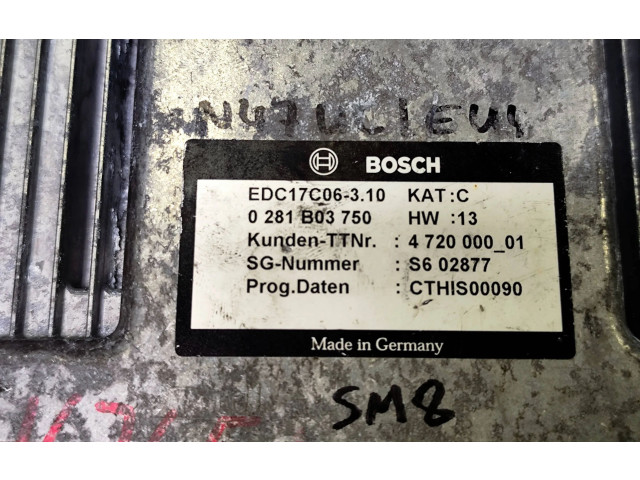 N47UL1EU4
BOSCH
EDC17C06-3.10 KAT :C
0 281 B03 750 HW :13
Kunden-TTNr. : 4 720 000_01
SG-Nummer : S6 02877
Prog.Daten : CTHIS00090
Made in Germany
SM8